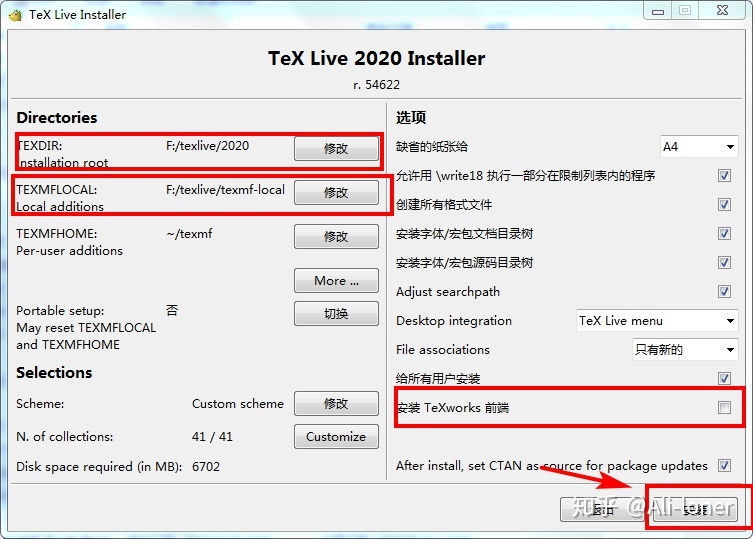 TeX Live Installer
TeX Live 2020 Installer
r. 54622
Directories
TEXDIR: F:/texlive/2020 修改
Installation root
TEXMFLOCAL: F:/texlive/texmf-local 修改
Local additions
TEXMFHOME: ~/texmf 修改
Per-user additions
More ...
Portable setup: 否 切换
May reset TEXMFLOCAL
and TEXMFHOME
Selections
Scheme: Custom scheme 修改
N. of collections: 41 / 41 Customize
Disk space required (in MB): 6702
选项
缺省的纸张给 A4
允许用 \write18 执行一部分在限制列表内的程序
创建所有格式文件
安装字体/宏包文档目录树
安装字体/宏包源码目录树
Adjust searchpath
Desktop integration TeX Live menu
File associations 只有新的
给所有用户安装
安装 TeXworks 前端
After install, set CTAN as source for package updates
退出 安装